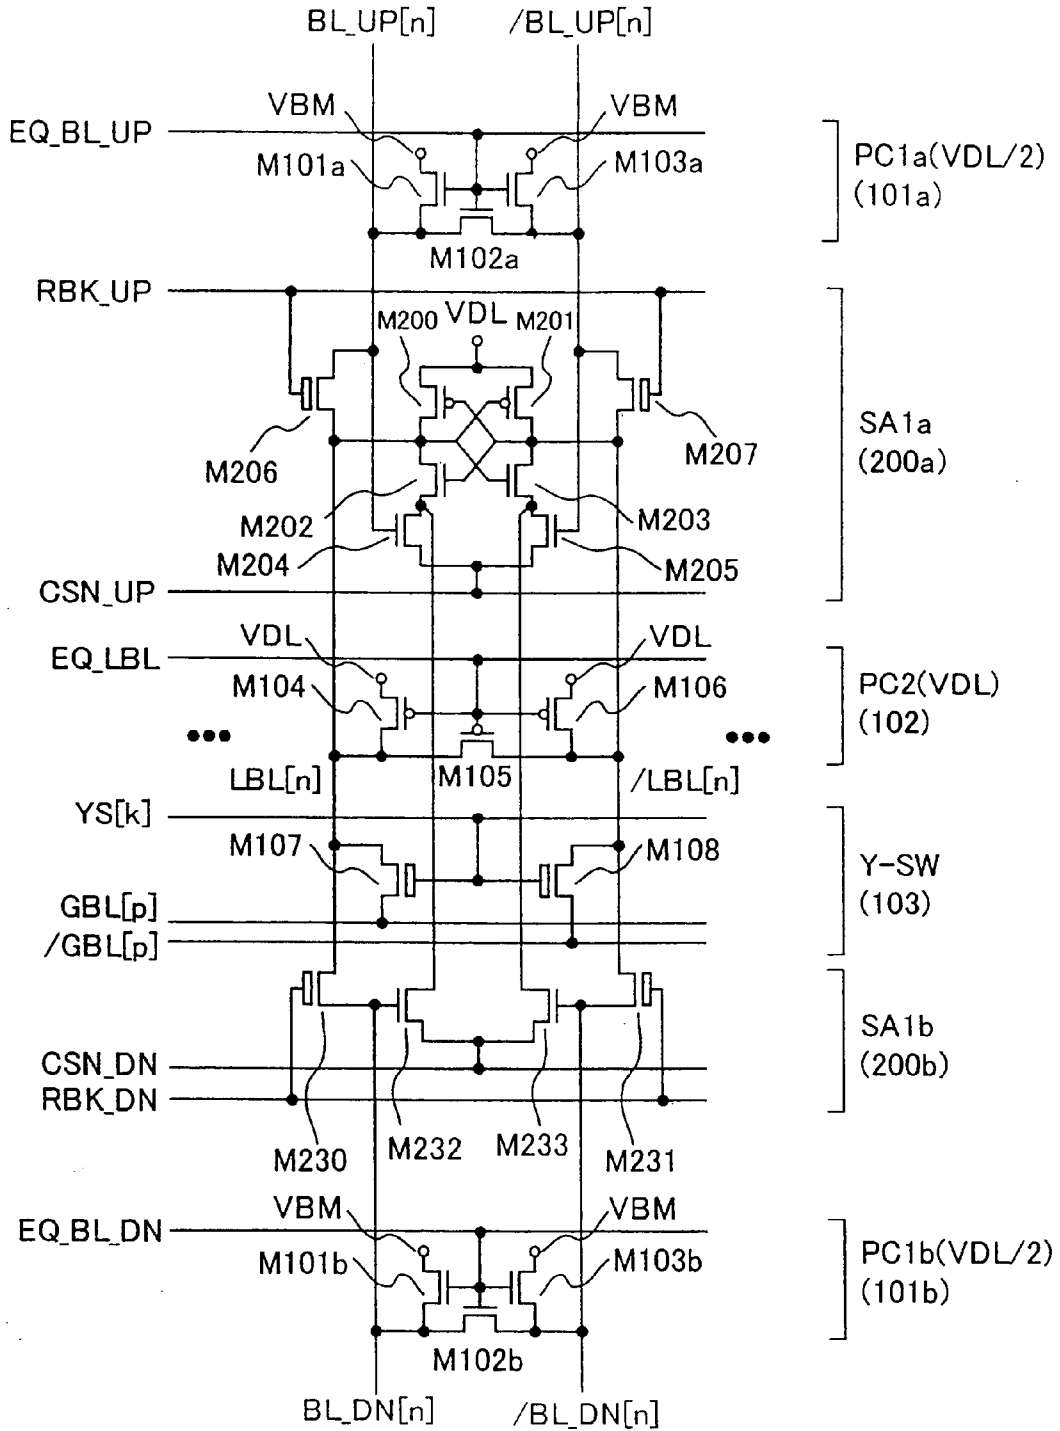 BL_UP[n] /BL_UP[n]
VBM VBM
EQ_BL_UP
M101a M103a
PC1a(VDL/2)
(101a)
M102a
RBK_UP
M200 VDL M201
SA1a
(200a)
M206 M207
M202 M203
M204 M205
CSN_UP
VDL VDL
EQ_LBL
M104 M106
PC2(VDL)
(102)
••• •••
M105
LBL[n] /LBL[n]
YS[k]
M107 M108
Y-SW
(103)
GBL[p]
/GBL[p]
SA1b
(200b)
CSN_DN
RBK_DN
M230 M232 M233 M231
VBM VBM
EQ_BL_DN
M101b M103b
PC1b(VDL/2)
(101b)
M102b
BL_DN[n] /BL_DN[n]